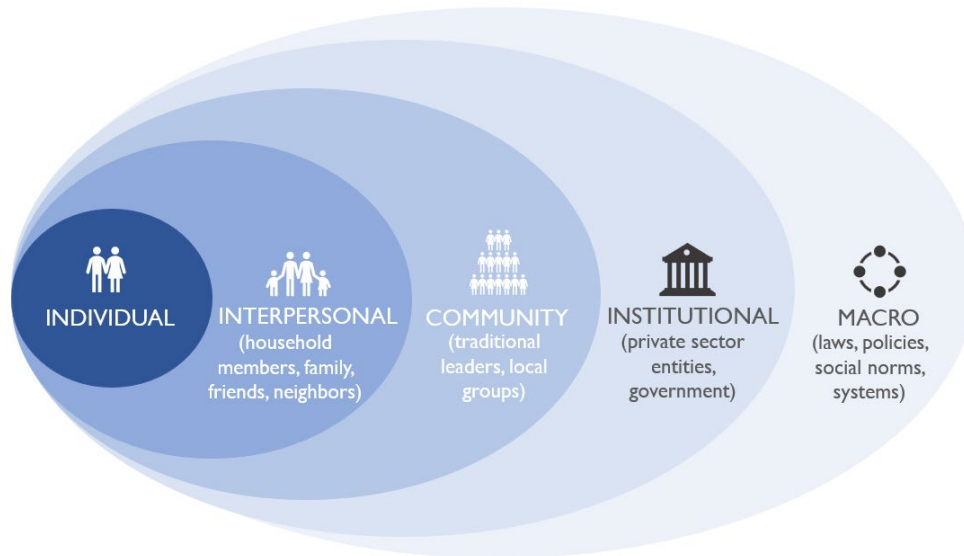 INDIVIDUAL
INTERPERSONAL
(household
members, family,
friends, neighbors)
COMMUNITY
(traditional
leaders, local
groups)
INSTITUTIONAL
(private sector
entities,
government)
MACRO
(laws, policies,
social norms,
systems)